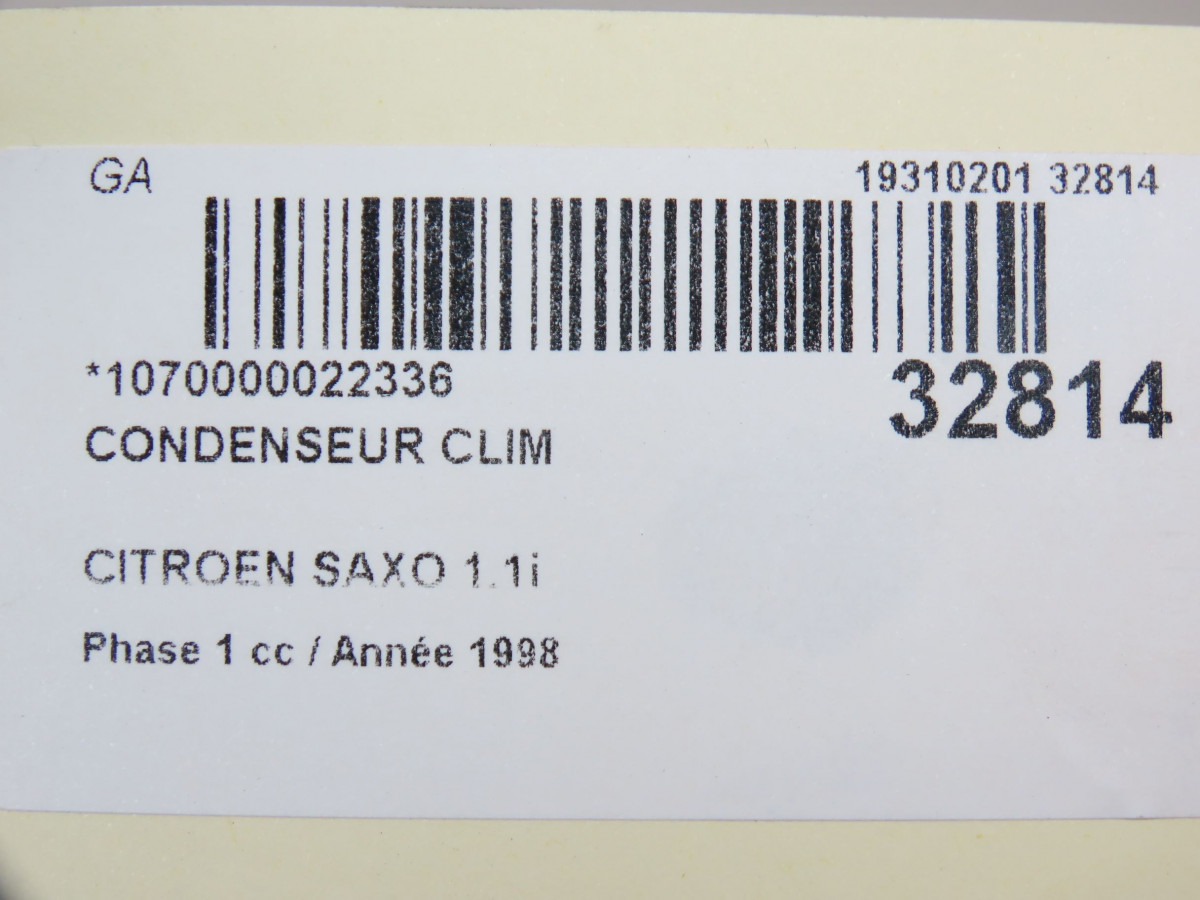 GA 19310201 32814
*1070000022336 32814
CONDENSEUR CLIM
CITROEN SAXO 1.1i
Phase 1 cc / Année 1998